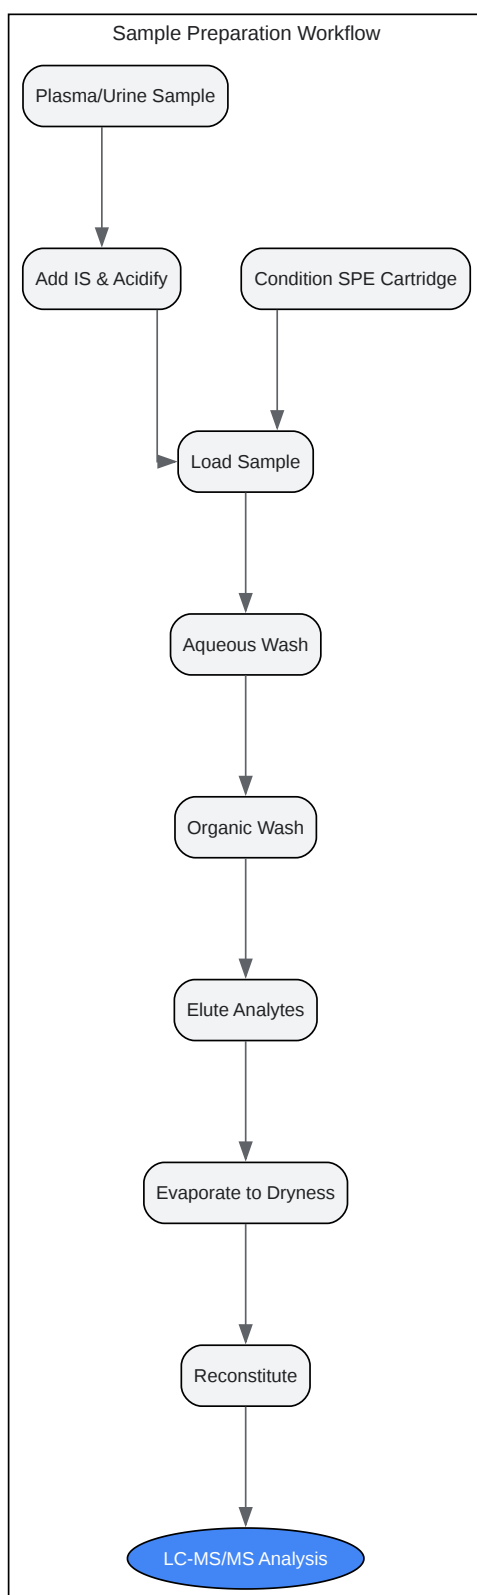 Sample Preparation Workflow
Plasma/Urine Sample
Add IS & Acidify
Condition SPE Cartridge
Load Sample
Aqueous Wash
Organic Wash
Elute Analytes
Evaporate to Dryness
Reconstitute
LC-MS/MS Analysis